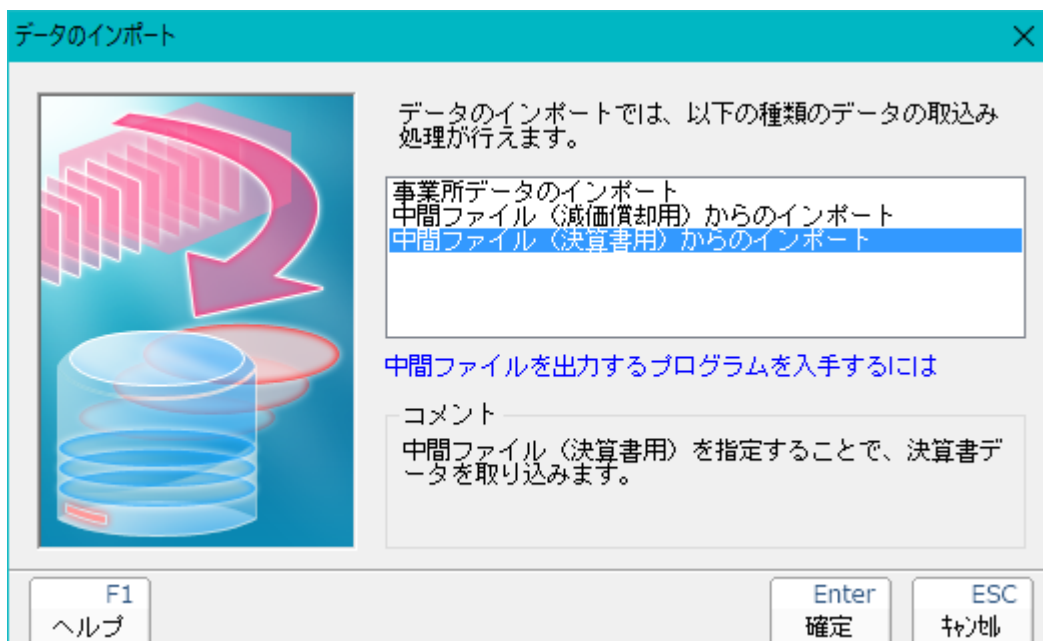 データのインポート
データのインポートでは、以下の種類のデータの取込み
処理が行えます。
事業所データのインポート
中間ファイル（減価償却用）からのインポート
中間ファイル（決算書用）からのインポート
中間ファイルを出力するプログラムを入手するには
コメント
中間ファイル（決算書用）を指定することで、決算書デ
ータを取り込みます。
F1
ヘルプ
Enter
確定
ESC
ｷｬﾝｾﾙ